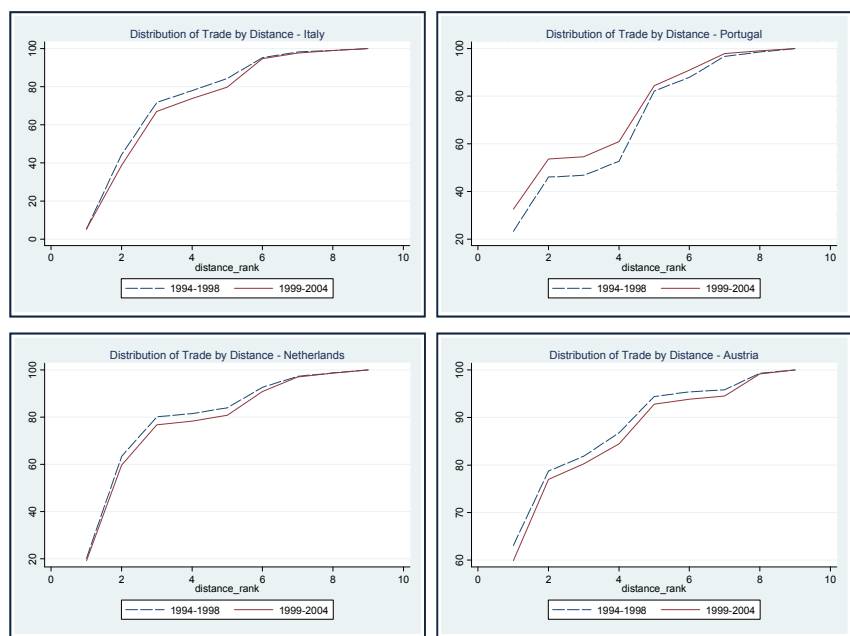 Distribution of Trade by Distance - Italy
100
80
60
40
20
0
0 2 4 6 8 10
distance_rank
1994-1998 1999-2004
Distribution of Trade by Distance - Portugal
100
80
60
40
20
0 2 4 6 8 10
distance_rank
1994-1998 1999-2004
Distribution of Trade by Distance - Netherlands
100
80
60
40
20
0 2 4 6 8 10
distance_rank
1994-1998 1999-2004
Distribution of Trade by Distance - Austria
100
90
80
70
60
0 2 4 6 8 10
distance_rank
1994-1998 1999-2004